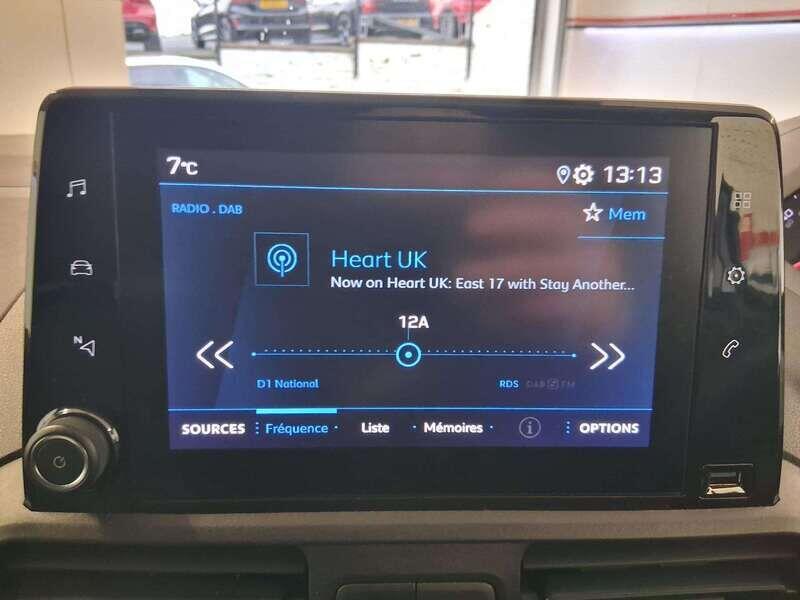 7°C 13:13
RADIO . DAB Mem
Heart UK
Now on Heart UK: East 17 with Stay Another...
12A
D1 National RDS DAB FM
SOURCES Fréquence Liste Mémoires i OPTIONS
N